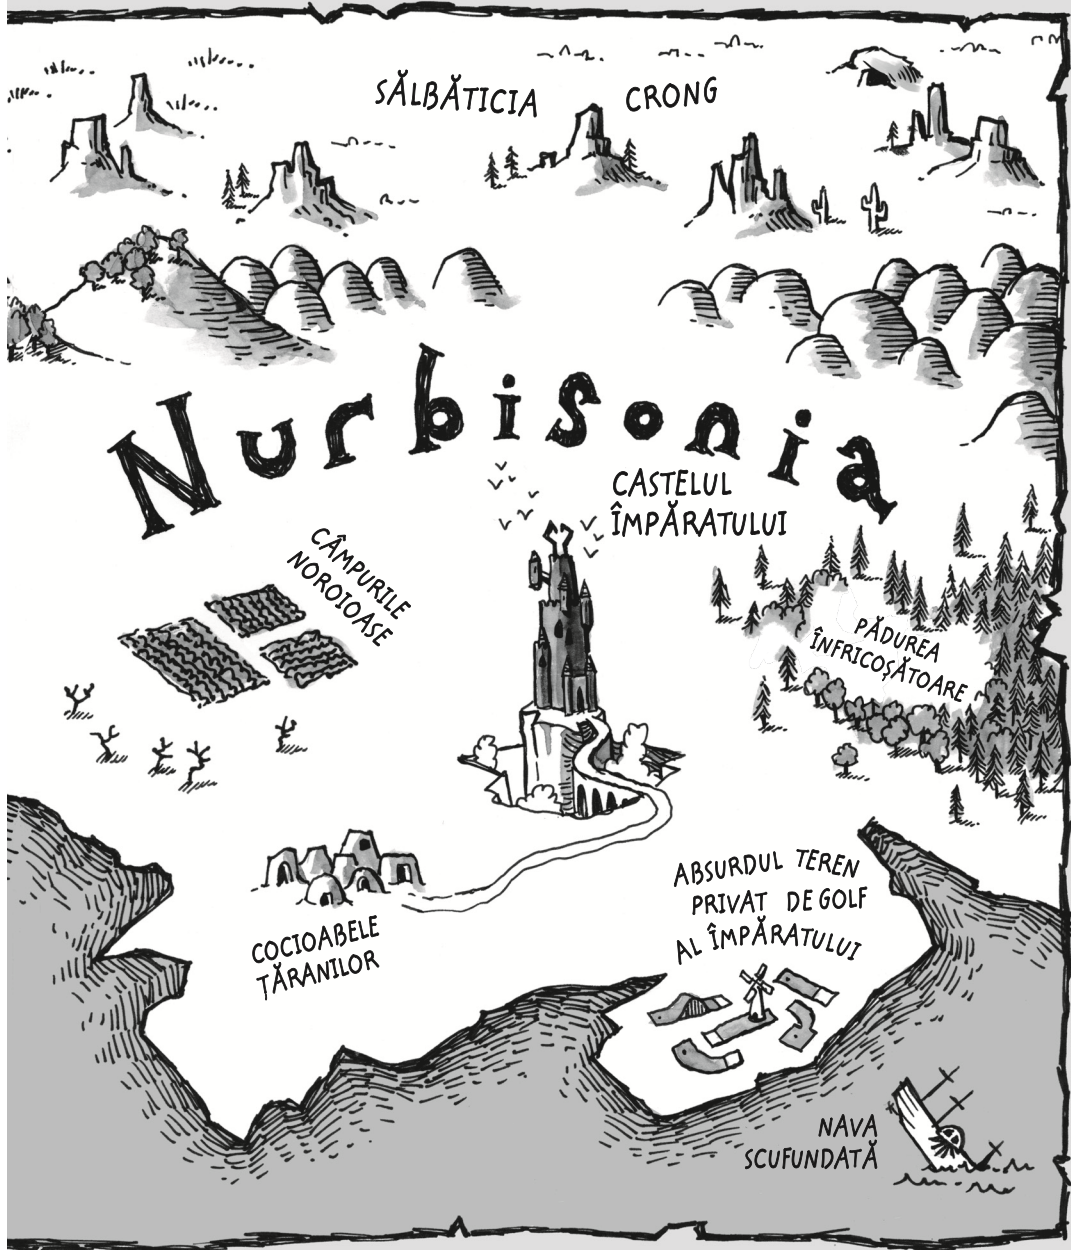 SĂLBĂTICIA CRONG
Nurbisonia
CASTELUL
ÎMPĂRATULUI
CÂMPURILE
NOROIOASE
PĂDUREA
ÎNFRICOȘĂTOARE
ABSURDUL TEREN
PRIVAT DE GOLF
AL ÎMPĂRATULUI
COCIOABELE
ȚĂRANILOR
NAVA
SCUFUNDATĂ